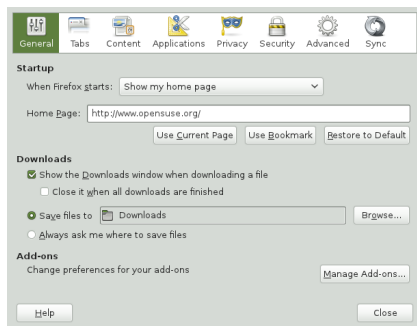 General Tabs Content Applications Privacy Security Advanced Sync
Startup
When Firefox starts: Show my home page
Home Page: http://www.opensuse.org/
Use Current Page Use Bookmark Restore to Default
Downloads
Show the Downloads window when downloading a file
Close it when all downloads are finished
Save files to Downloads Browse...
Always ask me where to save files
Add-ons
Change preferences for your add-ons
Manage Add-ons...
Help Close